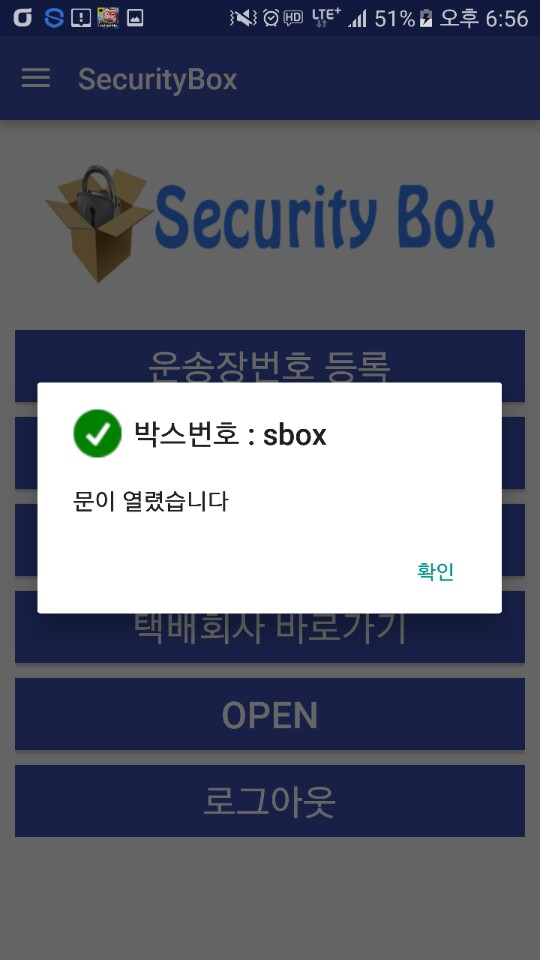 LTE+ 51% 오후 6:56
SecurityBox
Security Box
운송장번호 등록
박스번호 : sbox
문이 열렸습니다
확인
택배회사 바로가기
OPEN
로그아웃